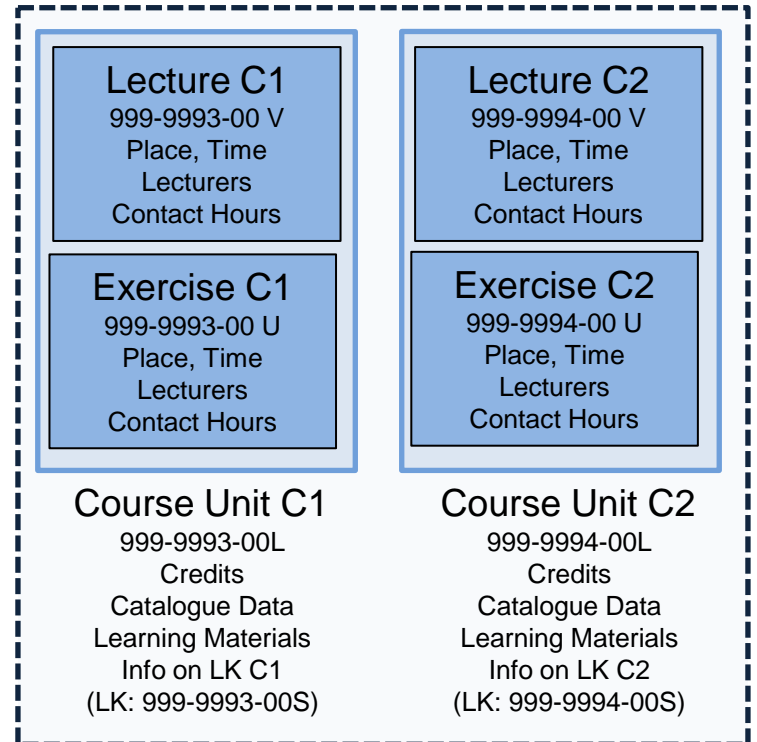 Lecture C1
999-9993-00 V
Place, Time
Lecturers
Contact Hours
Exercise C1
999-9993-00 U
Place, Time
Lecturers
Contact Hours
Course Unit C1
999-9993-00L
Credits
Catalogue Data
Learning Materials
Info on LK C1
(LK: 999-9993-00S)
Lecture C2
999-9994-00 V
Place, Time
Lecturers
Contact Hours
Exercise C2
999-9994-00 U
Place, Time
Lecturers
Contact Hours
Course Unit C2
999-9994-00L
Credits
Catalogue Data
Learning Materials
Info on LK C2
(LK: 999-9994-00S)